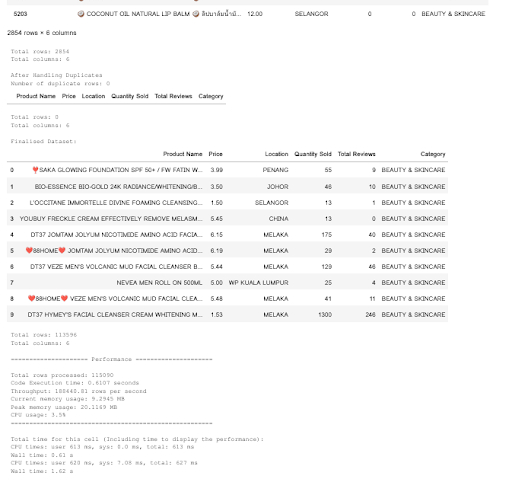 5203 🥥 COCONUT OIL NATURAL LIP BALM 🥥 ลิปบาล์มน้ำมั... 12.00 SELANGOR 0 0 BEAUTY & SKINCARE
2854 rows × 6 columns
Total rows: 2854
Total columns: 6
After Handling Duplicates
Number of duplicate rows: 0
Product Name Price Location Quantity Sold Total Reviews Category
Total rows: 0
Total columns: 6
Finalised Dataset:
Product Name Price Location Quantity Sold Total Reviews Category
0 ❤️SAKA GLOWING FOUNDATION SPF 50+ / FW FATIN W... 3.99 PENANG 55 9 BEAUTY & SKINCARE
1 BIO-ESSENCE BIO-GOLD 24K RADIANCE/WHITENING/B... 3.50 JOHOR 46 10 BEAUTY & SKINCARE
2 L'OCCITANE IMMORTELLE DIVINE FOAMING CLEANSING... 1.50 SELANGOR 13 1 BEAUTY & SKINCARE
3 YOUBUY FRECKLE CREAM EFFECTIVELY REMOVE MELASM... 5.45 CHINA 13 0 BEAUTY & SKINCARE
4 DT37 JOMTAM JOLYUM NICOTIMIDE AMINO ACID FACIA... 6.15 MELAKA 175 40 BEAUTY & SKINCARE
5 ❤️88HOME❤️ JOMTAM JOLYUM NICOTIMIDE AMINO ACID... 6.19 MELAKA 29 2 BEAUTY & SKINCARE
6 DT37 VEZE MEN'S VOLCANIC MUD FACIAL CLEANSER B... 5.44 MELAKA 129 46 BEAUTY & SKINCARE
7 NEVEA MEN ROLL ON 500ML 5.00 WP KUALA LUMPUR 25 4 BEAUTY & SKINCARE
8 ❤️88HOME❤️ VEZE MEN'S VOLCANIC MUD FACIAL CLEA... 5.48 MELAKA 41 11 BEAUTY & SKINCARE
9 DT37 HYMEY'S FACIAL CLEANSER CREAM WHITENING M... 1.53 MELAKA 1300 246 BEAUTY & SKINCARE
Total rows: 113596
Total columns: 6
===================== Performance =====================
Total rows processed: 115090
Code Execution time: 0.6107 seconds
Throughput: 188448.81 rows per second
Current memory usage: 9.2945 MB
Peak memory usage: 20.1169 MB
CPU usage: 3.5%
=======================================================
Total time for this cell (Including time to display the performance):
CPU times: user 613 ms, sys: 0.0 ms, total: 613 ms
Wall time: 0.61 s
CPU times: user 620 ms, sys: 7.08 ms, total: 627 ms
Wall time: 1.62 s